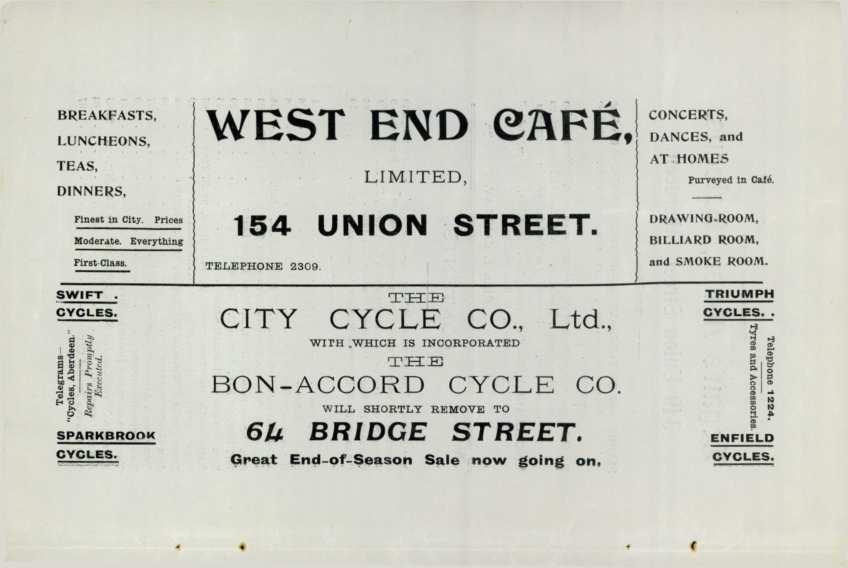 BREAKFASTS,
LUNCHEONS,
TEAS,
DINNERS,
Finest in City. Prices
Moderate. Everything
First-Class.
WEST END CAFÉ,
LIMITED,
154 UNION STREET.
TELEPHONE 2309.
CONCERTS,
DANCES, and
AT HOMES
Purveyed in Café.
DRAWING-ROOM,
BILLIARD ROOM,
and SMOKE ROOM.
SWIFT .
CYCLES.
Telegrams—
"Cycles, Aberdeen."
Repairs Promptly
Executed.
SPARKBROOK
CYCLES.
THE
CITY CYCLE CO., Ltd.,
WITH WHICH IS INCORPORATED
THE
BON-ACCORD CYCLE CO.
WILL SHORTLY REMOVE TO
64 BRIDGE STREET.
Great End-of-Season Sale now going on.
TRIUMPH
CYCLES. .
Telephone 1224.
Tyres and Accessories.
ENFIELD
CYCLES.